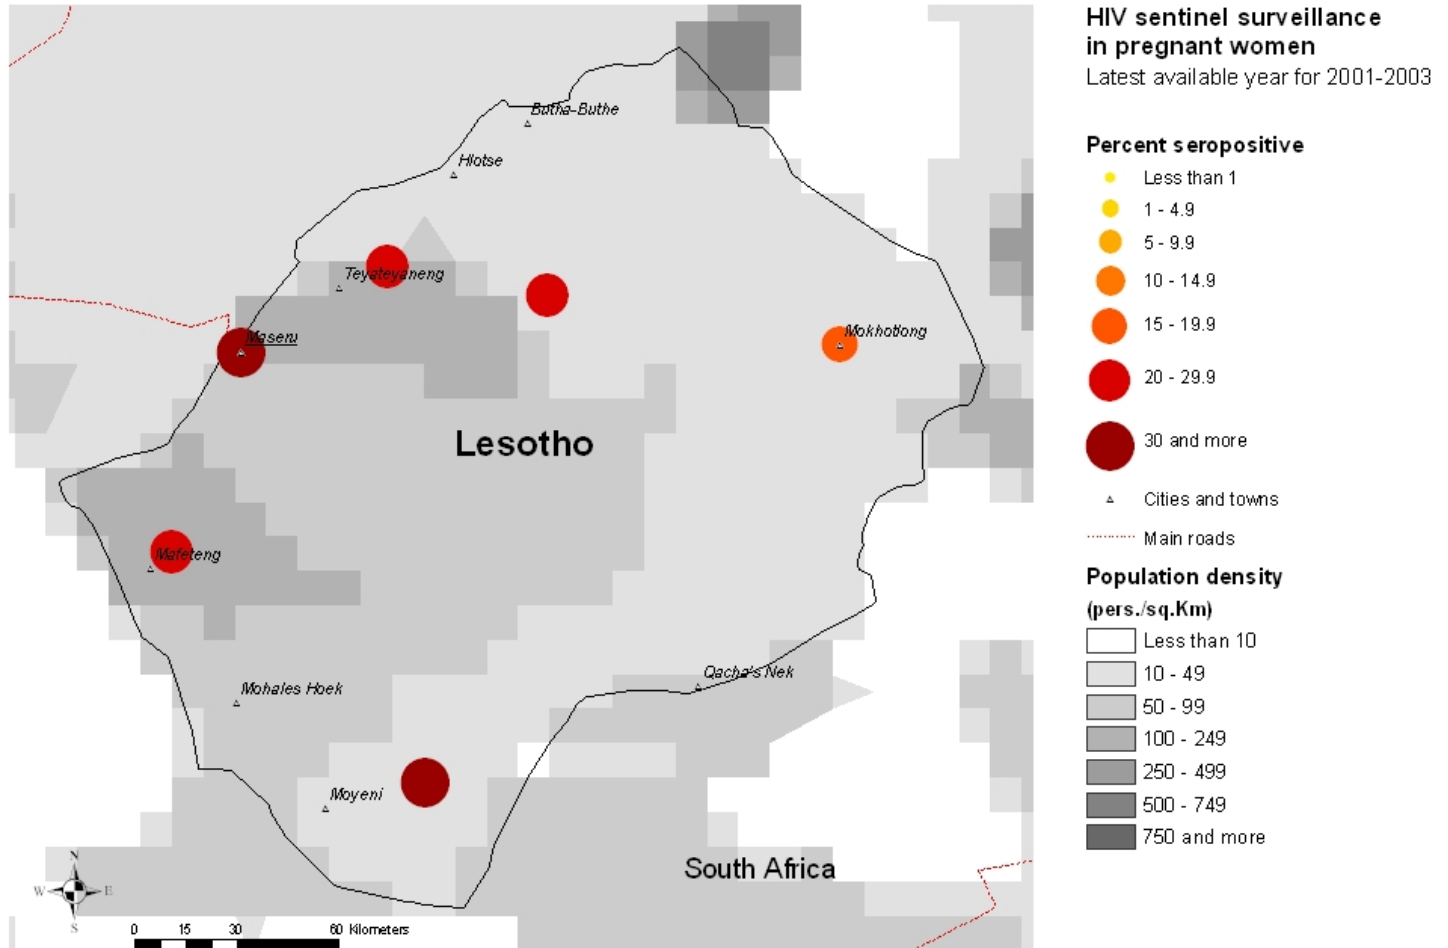 HIV sentinel surveillance
in pregnant women
Latest available year for 2001-2003
Percent seropositive
Less than 1
1 - 4.9
5 - 9.9
10 - 14.9
15 - 19.9
20 - 29.9
30 and more
Cities and towns
Main roads
Population density
(pers./sq.Km)
Less than 10
10 - 49
50 - 99
100 - 249
250 - 499
500 - 749
750 and more
Butha-Buthe
Hlotse
Teyateyaneng
Maseru
Mokhotlong
Lesotho
Mafeteng
Qacha's Nek
Mohales Hoek
Moyeni
South Africa
N
W E
S
0 15 30 60 Kilometers